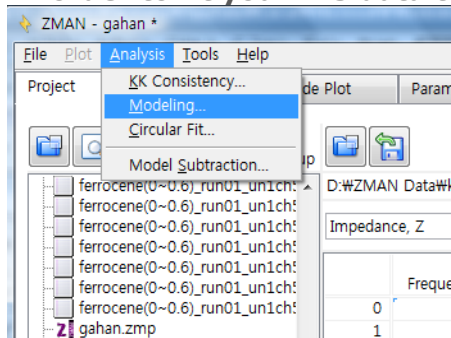 ZMAN - gahan *
File Plot Analysis Tools Help
Project de Plot Param
KK Consistency...
Modeling...
Circular Fit...
Model Subtraction...
up
D:₩ZMAN Data₩k
Impedance, Z
Freque
0
1
ferrocene(0~0.6)_run01_un1ch5
ferrocene(0~0.6)_run01_un1ch5
ferrocene(0~0.6)_run01_un1ch5
ferrocene(0~0.6)_run01_un1ch5
ferrocene(0~0.6)_run01_un1ch5
ferrocene(0~0.6)_run01_un1ch5
ferrocene(0~0.6)_run01_un1ch5
gahan.zmp